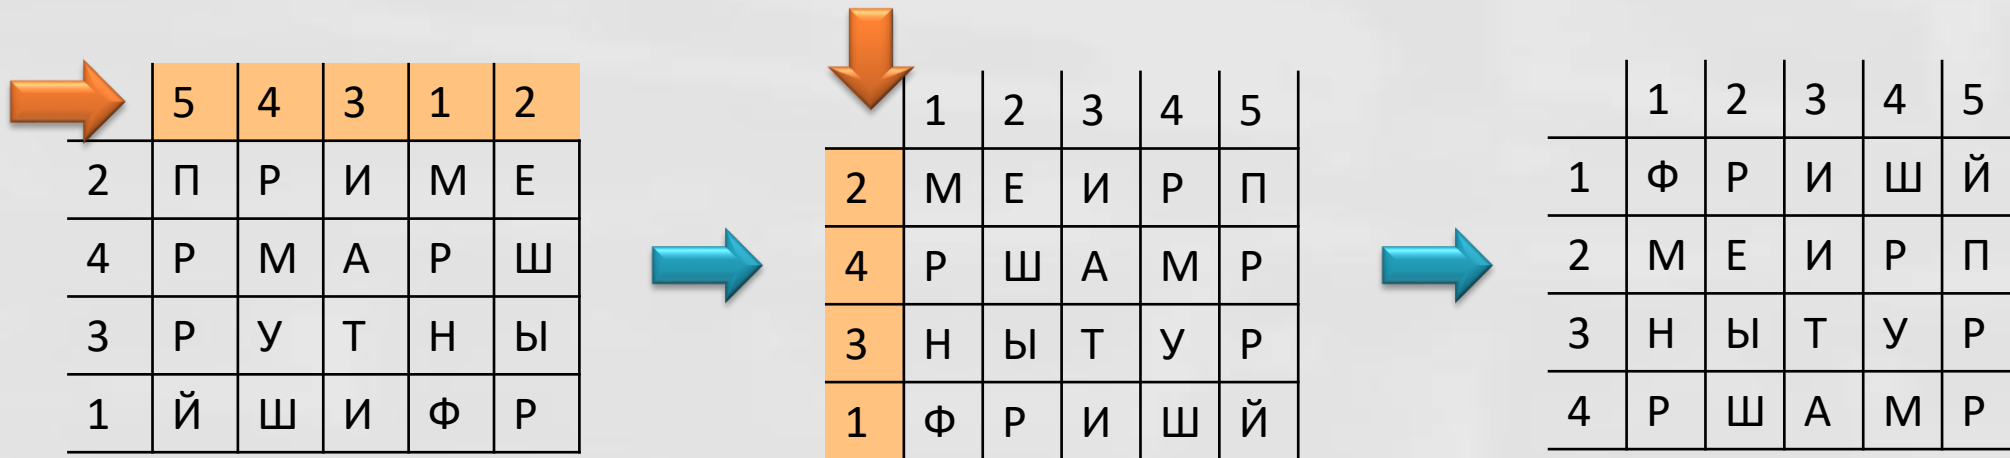 5 4 3 1 2
2 П Р И М Е
4 Р М А Р Ш
3 Р У Т Н Ы
1 Й Ш И Ф Р
1 2 3 4 5
2 М Е И Р П
4 Р Ш А М Р
3 Н Ы Т У Р
1 Ф Р И Ш Й
1 2 3 4 5
1 Ф Р И Ш Й
2 М Е И Р П
3 Н Ы Т У Р
4 Р Ш А М Р